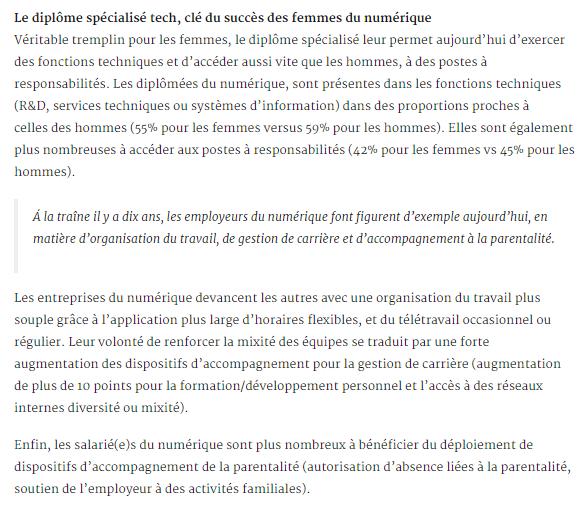 Le diplôme spécialisé tech, clé du succès des femmes du numérique
Véritable tremplin pour les femmes, le diplôme spécialisé leur permet aujourd’hui d’exercer
des fonctions techniques et d’accéder aussi vite que les hommes, à des postes à
responsabilités. Les diplômées du numérique, sont présentes dans les fonctions techniques
(R&D, services techniques ou systèmes d’information) dans des proportions proches à
celles des hommes (55% pour les femmes versus 59% pour les hommes). Elles sont également
plus nombreuses à accéder aux postes à responsabilités (42% pour les femmes vs 45% pour les
hommes).
Á la traîne il y a dix ans, les employeurs du numérique font figurent d’exemple aujourd’hui, en
matière d’organisation du travail, de gestion de carrière et d’accompagnement à la parentalité.
Les entreprises du numérique devancent les autres avec une organisation du travail plus
souple grâce à l’application plus large d’horaires flexibles, et du télétravail occasionnel ou
régulier. Leur volonté de renforcer la mixité des équipes se traduit par une forte
augmentation des dispositifs d’accompagnement pour la gestion de carrière (augmentation
de plus de 10 points pour la formation/développement personnel et l’accès à des réseaux
internes diversité ou mixité).
Enfin, les salarié(e)s du numérique sont plus nombreux à bénéficier du déploiement de
dispositifs d’accompagnement de la parentalité (autorisation d’absence liées à la parentalité,
soutien de l’employeur à des activités familiales).